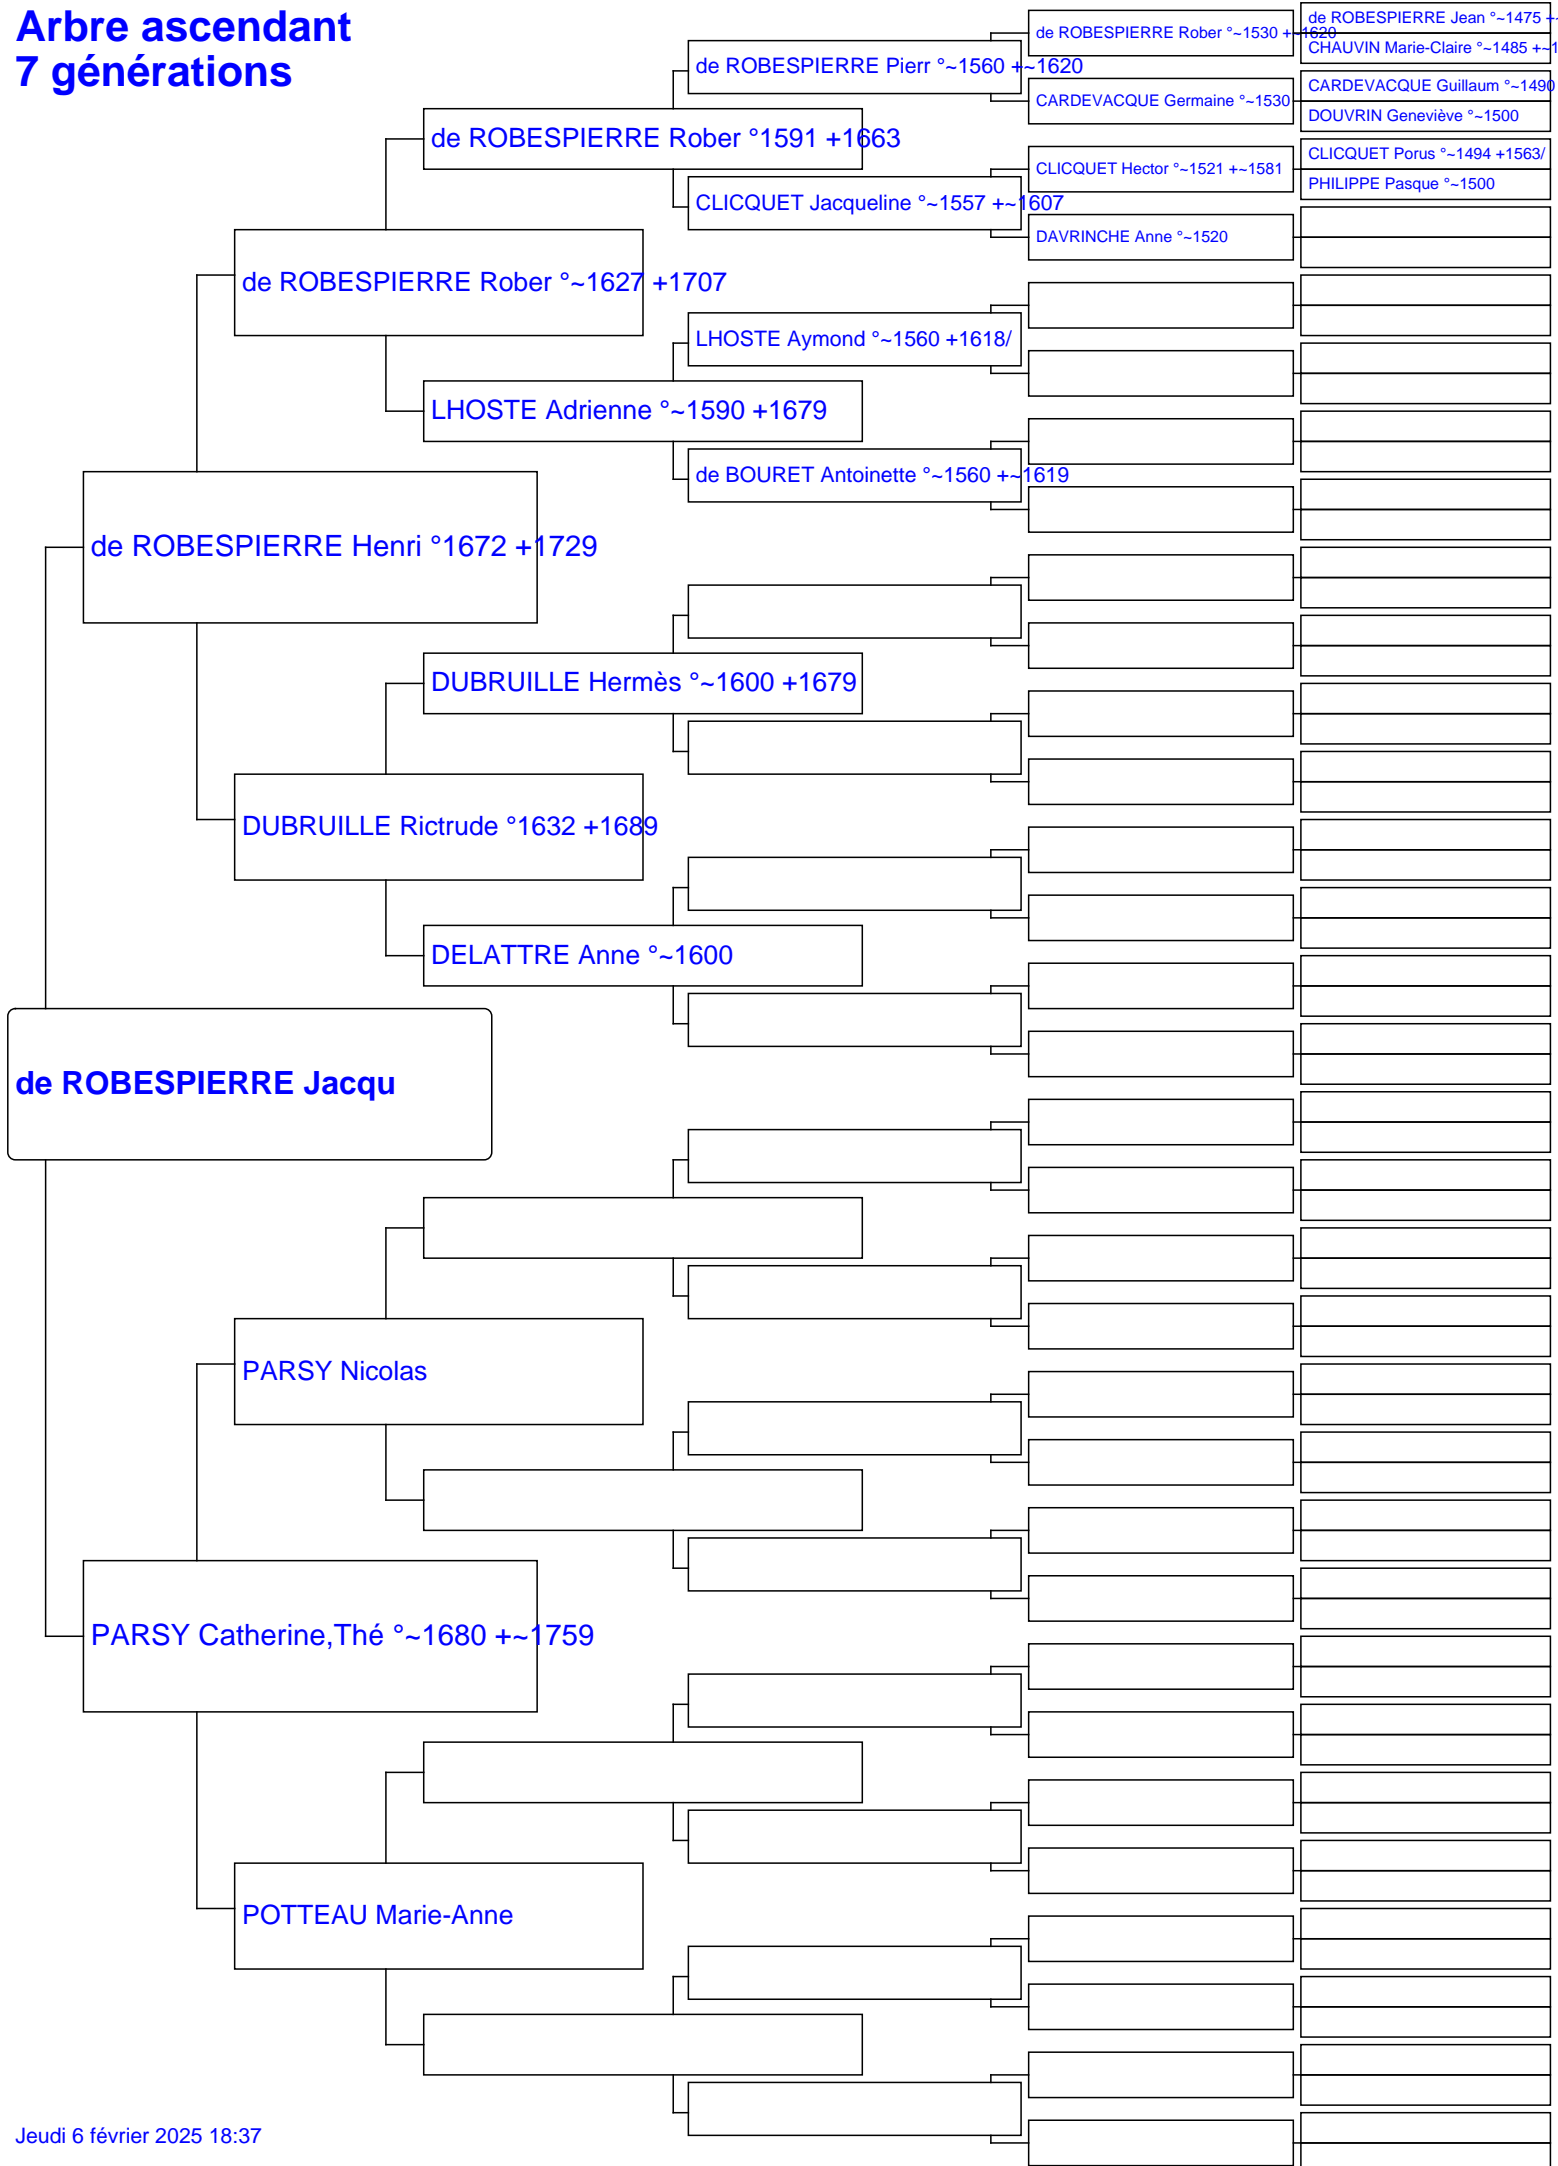 Arbre ascendant
7 générations
de ROBESPIERRE Jean °~1475 +~
de ROBESPIERRE Rober °~1530 +~1620
CHAUVIN Marie-Claire °~1485 +~1
de ROBESPIERRE Pierr °~1560 +~1620
CARDEVACQUE Guillaum °~1490
CARDEVACQUE Germaine °~1530
DOUVRIN Geneviève °~1500
de ROBESPIERRE Rober °1591 +1663
CLICQUET Porus °~1494 +1563/
CLICQUET Hector °~1521 +~1581
PHILIPPE Pasque °~1500
CLICQUET Jacqueline °~1557 +~1607
DAVRINCHE Anne °~1520
de ROBESPIERRE Rober °~1627 +1707
LHOSTE Aymond °~1560 +1618/
LHOSTE Adrienne °~1590 +1679
de BOURET Antoinette °~1560 +~1619
de ROBESPIERRE Henri °1672 +1729
DUBRUILLE Hermès °~1600 +1679
DUBRUILLE Rictrude °1632 +1689
DELATTRE Anne °~1600
de ROBESPIERRE Jacqu
PARSY Nicolas
PARSY Catherine,Thé °~1680 +~1759
POTTEAU Marie-Anne
Jeudi 6 février 2025 18:37